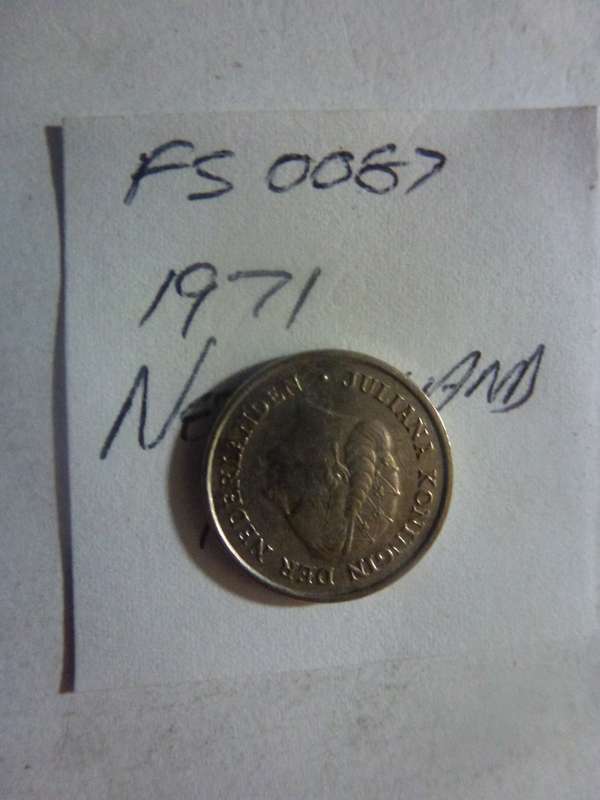 FS 0067
1971
JULIANA KONINGIN DER NEDERLANDEN